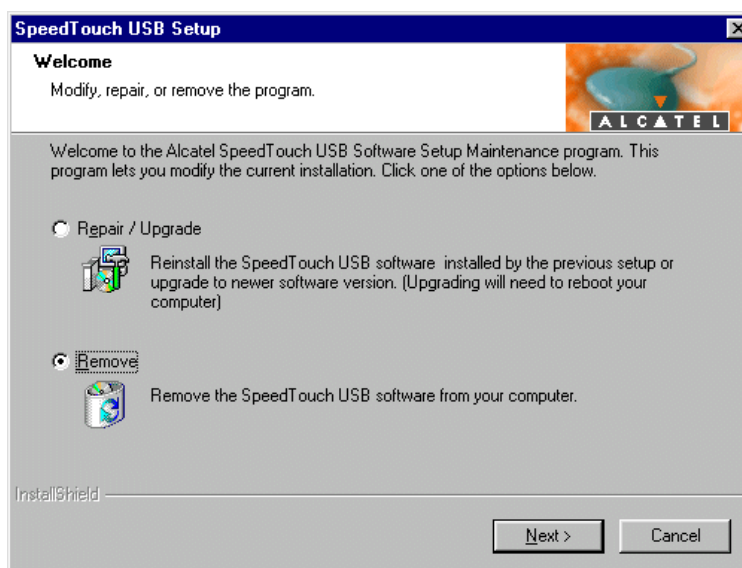 SpeedTouch USB Setup
Welcome
Modify, repair, or remove the program.
ALCATEL
Welcome to the Alcatel SpeedTouch USB Software Setup Maintenance program. This
program lets you modify the current installation. Click one of the options below.
Repair / Upgrade
Reinstall the SpeedTouch USB software installed by the previous setup or
upgrade to newer software version. (Upgrading will need to reboot your
computer)
Remove
Remove the SpeedTouch USB software from your computer.
InstallShield
Next > Cancel